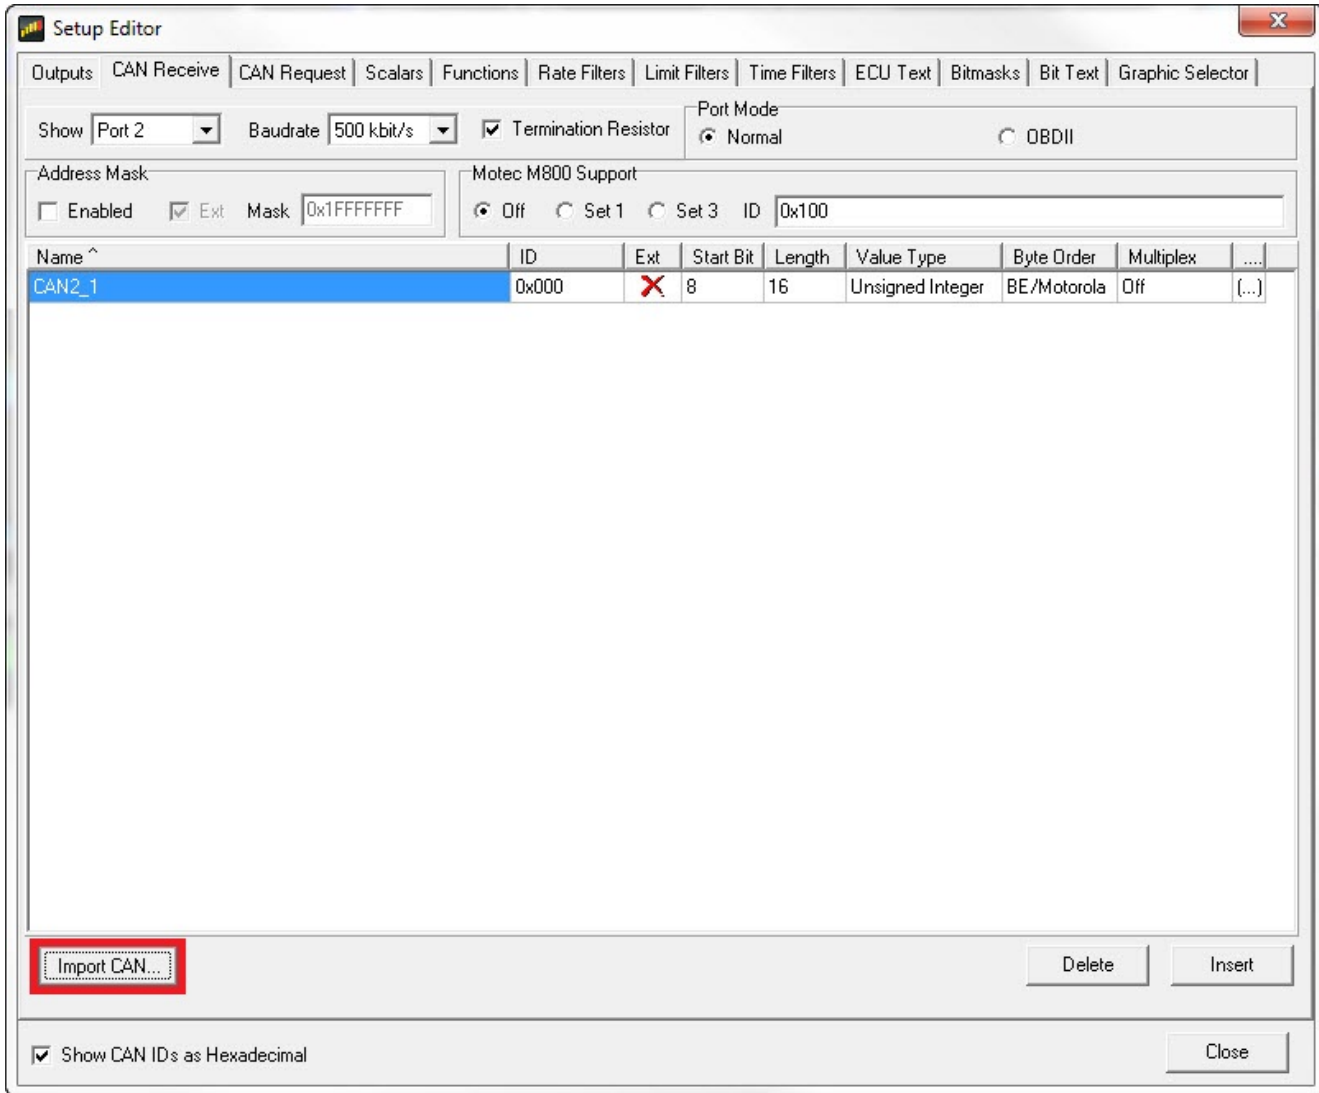 Setup Editor
Outputs CAN Receive CAN Request Scalars Functions Rate Filters Limit Filters Time Filters ECU Text Bitmasks Bit Text Graphic Selector
Port Mode
Show Port 2 Baudrate 500 kbit/s Termination Resistor Normal OBDII
Address Mask Motec M800 Support
Enabled Ext Mask 0x1FFFFFFF Off Set 1 Set 3 ID 0x100
Name ^ ID Ext Start Bit Length Value Type Byte Order Multiplex ....
CAN2_1 0x000 8 16 Unsigned Integer BE/Motorola Off (...)
Import CAN... Delete Insert
Show CAN IDs as Hexadecimal Close